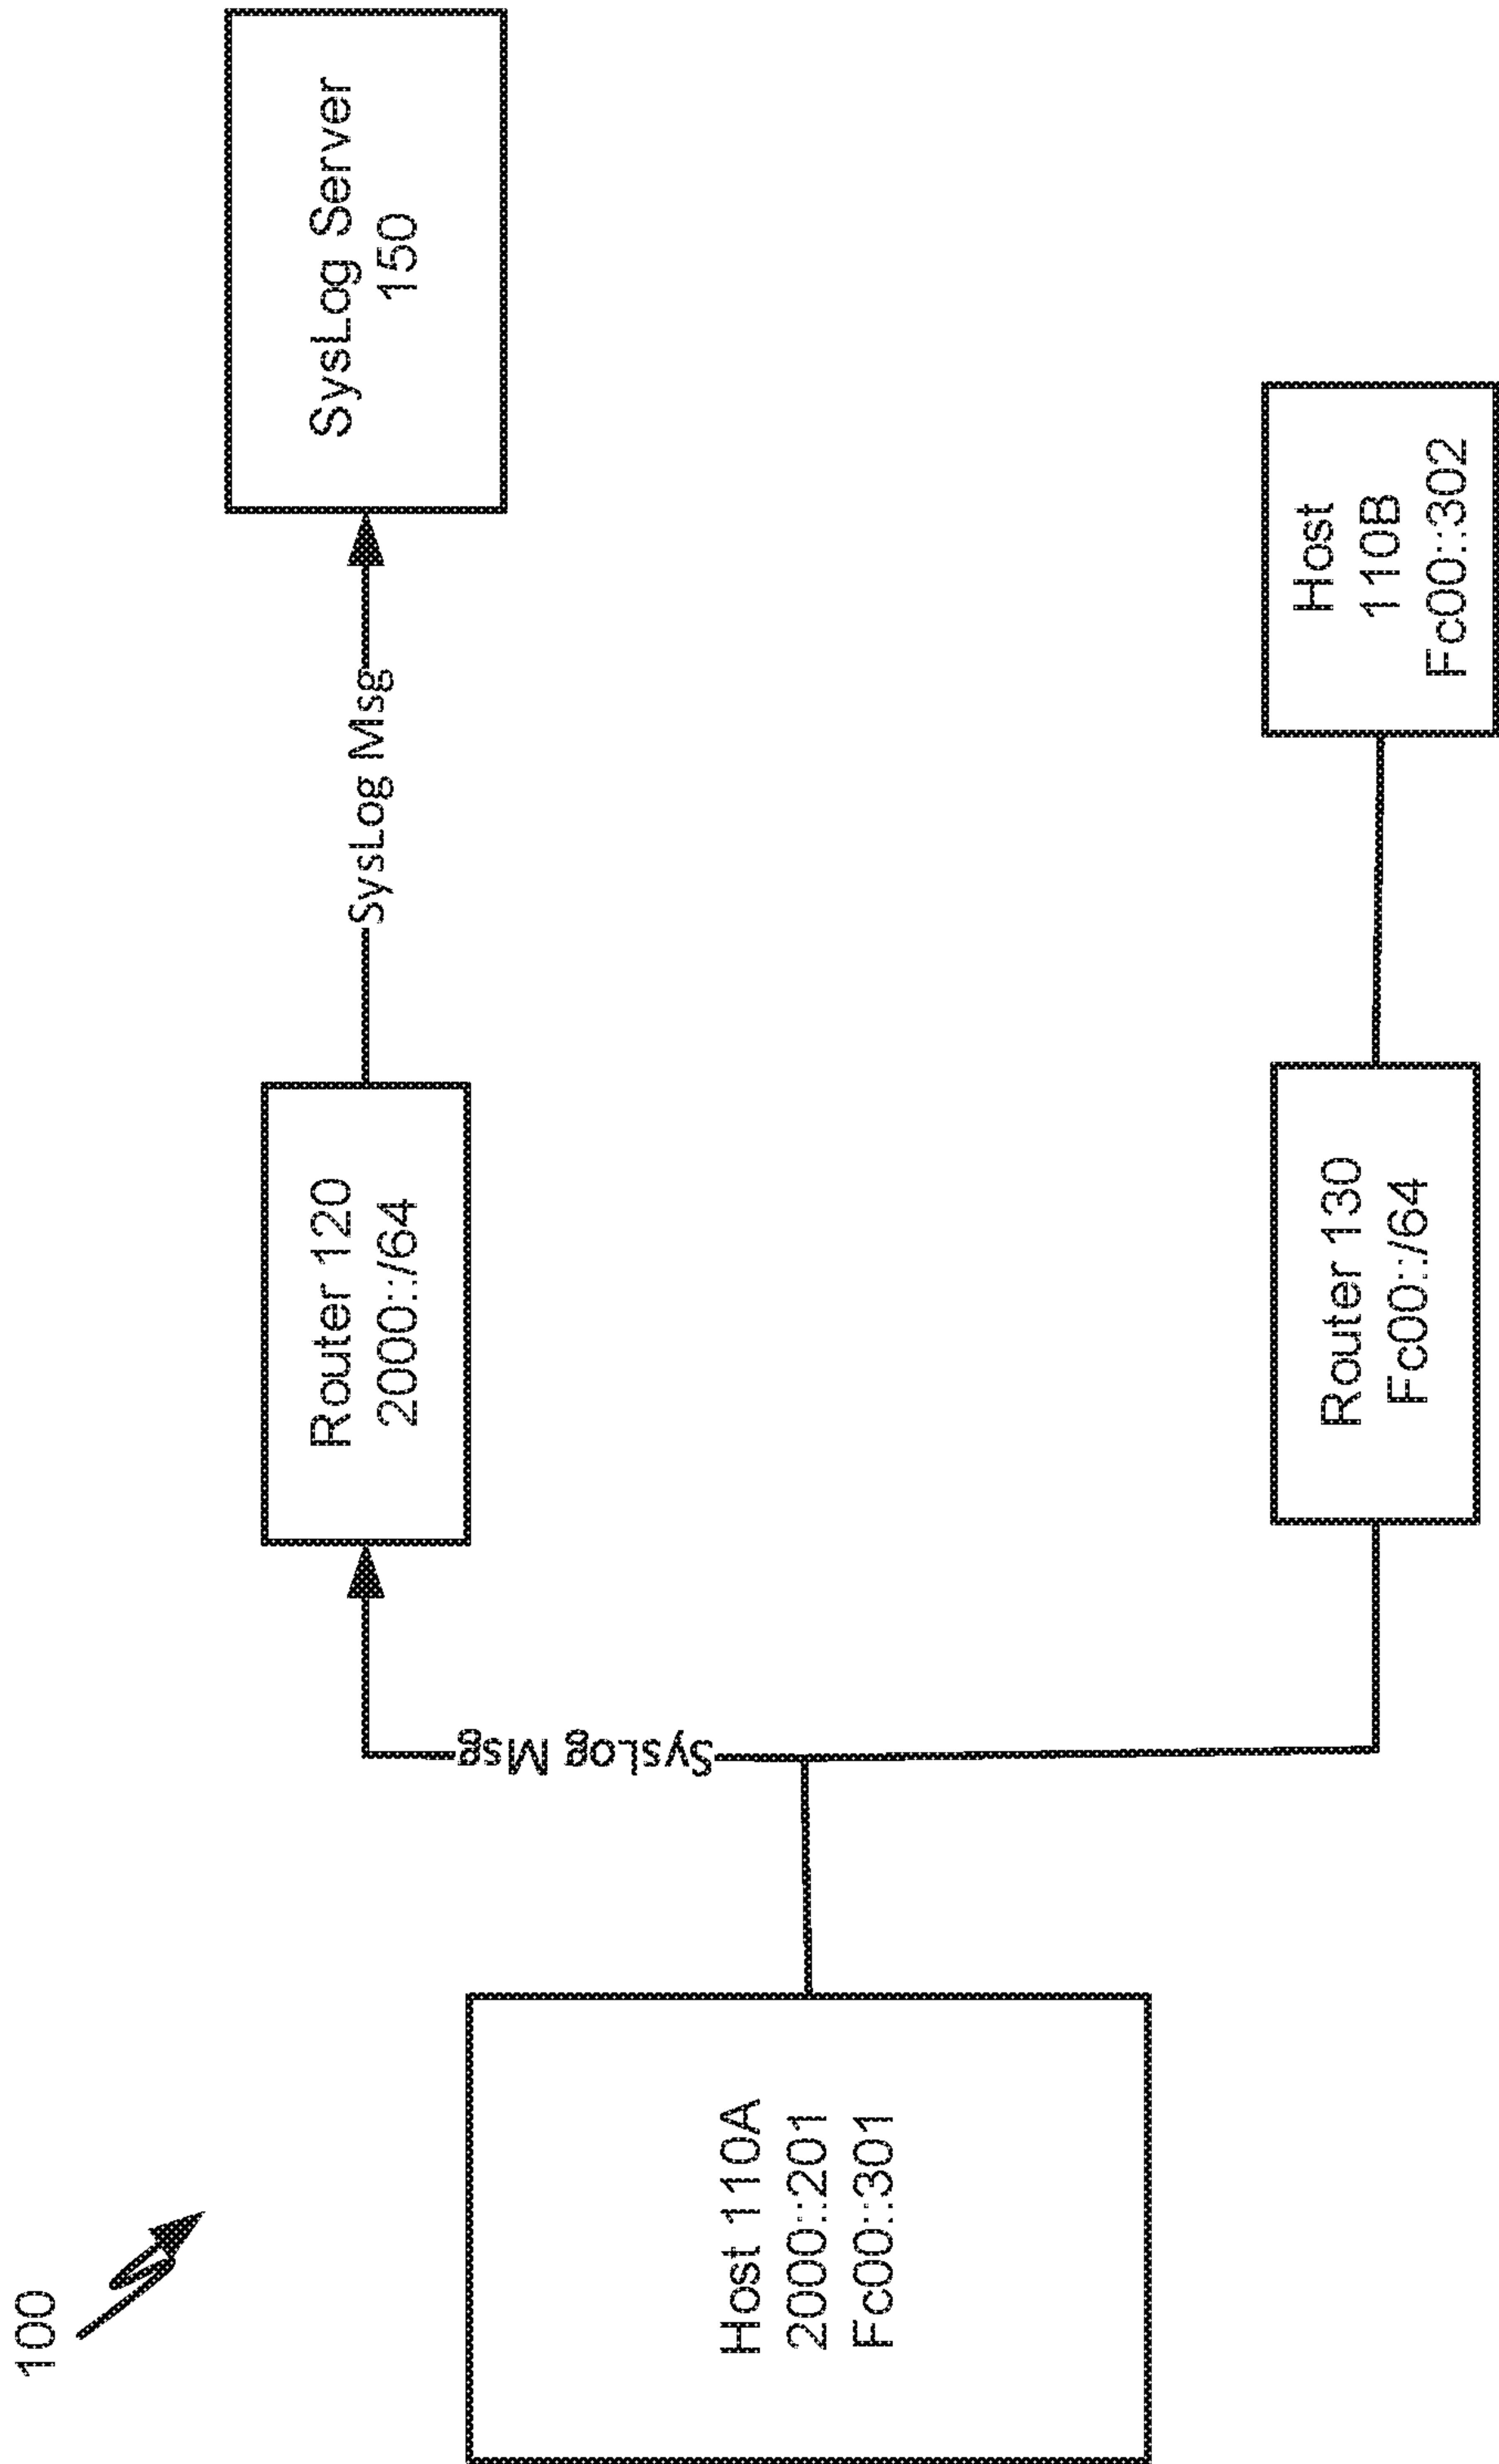 100
Host 110A
2000::201
Fc00::301
SysLog Msg
Router 120
2000::/64
SysLog Msg
SysLog Server
150
Router 130
Fc00::/64
Host
110B
Fc00::302